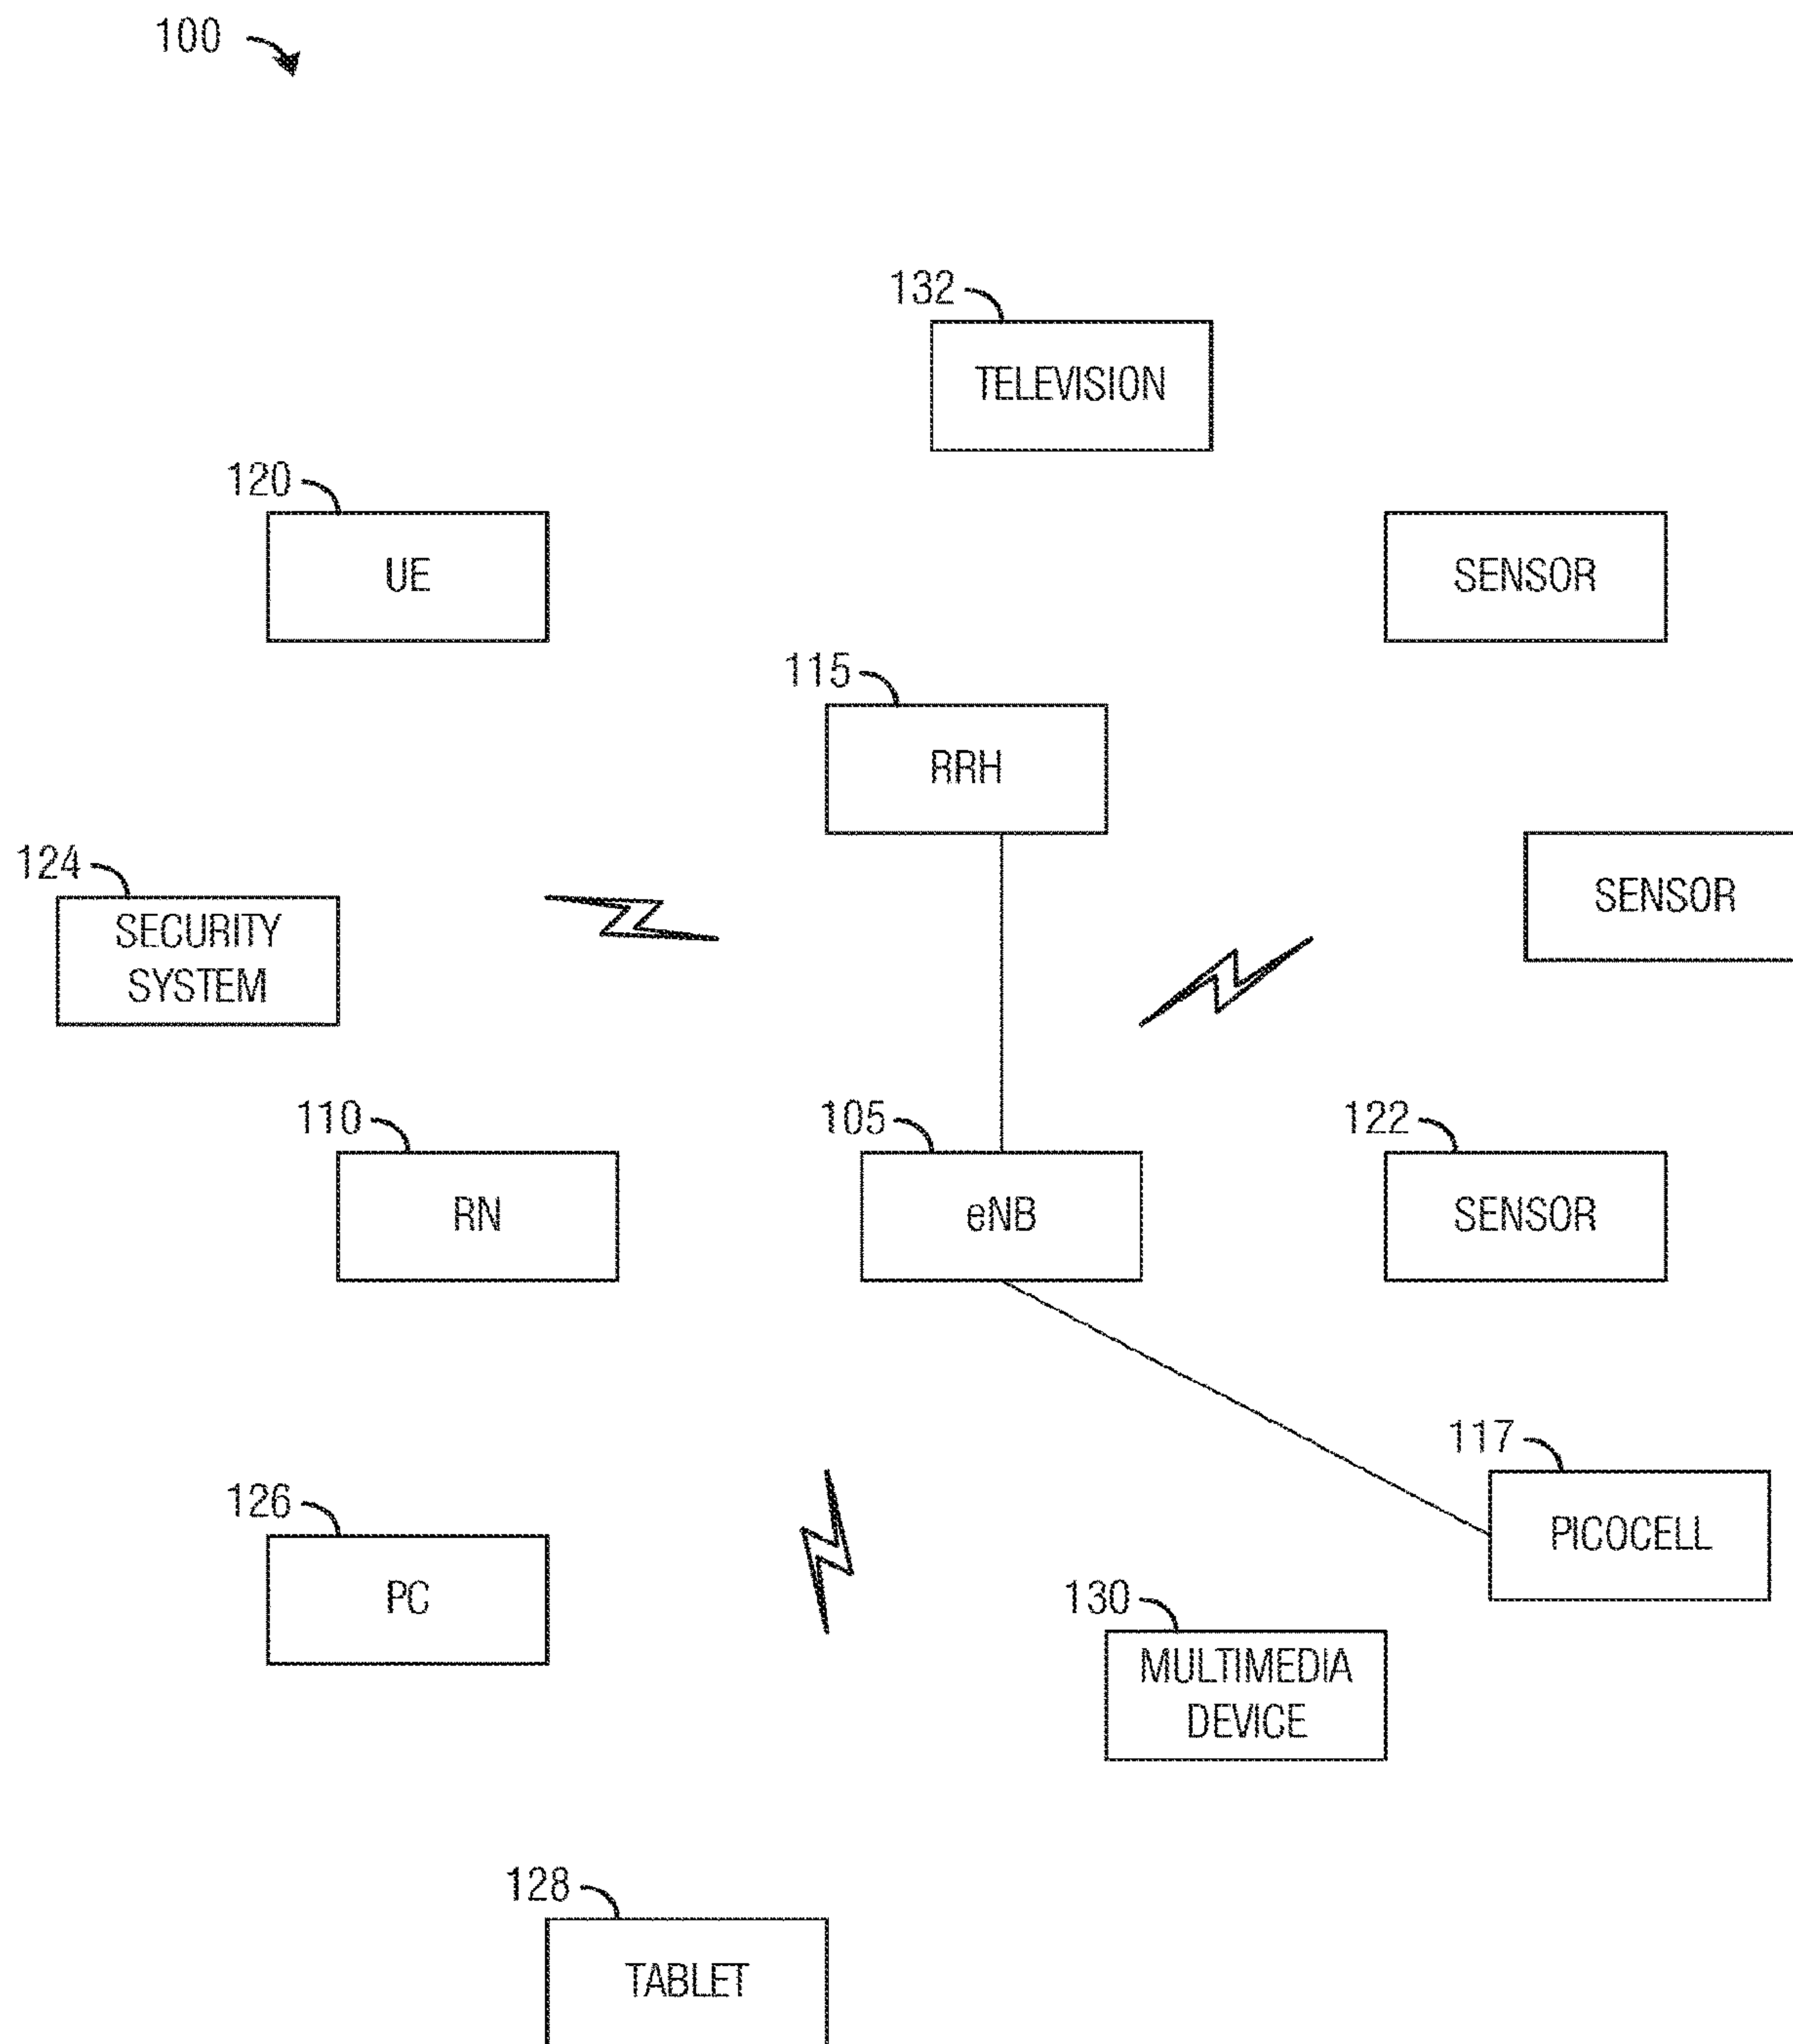 100
132
TELEVISION
120
UE
SENSOR
115
RRH
124
SECURITY
SYSTEM
SENSOR
110
RN
105
eNB
122
SENSOR
117
PICOCELL
126
PC
130
MULTIMEDIA
DEVICE
128
TABLET